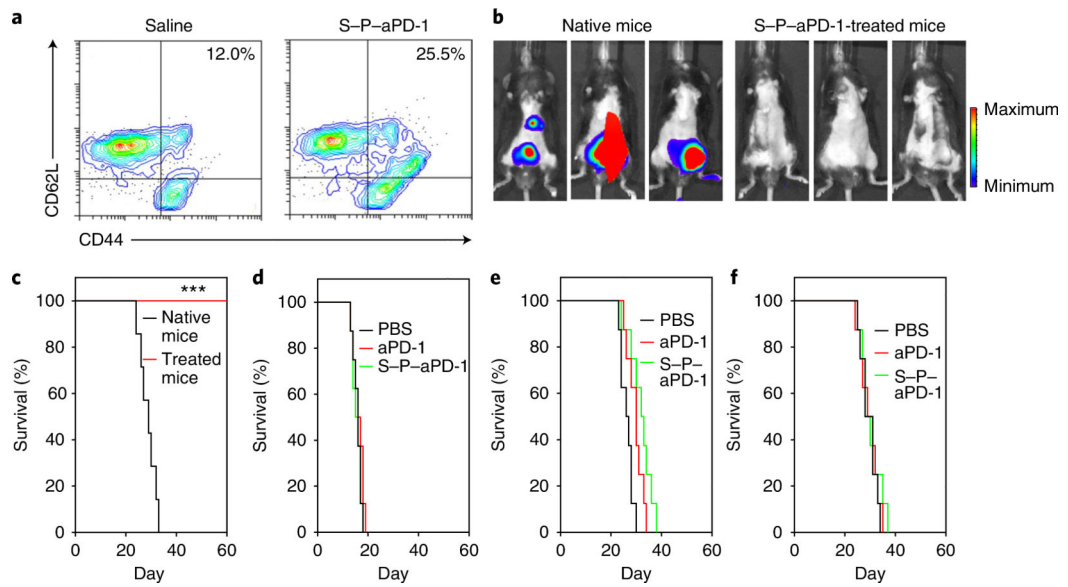 a
Saline
S–P–aPD-1
12.0%
25.5%
CD62L
CD44
b
Native mice
S–P–aPD-1-treated mice
Maximum
Minimum
c
100
80
60
40
20
0
Survival (%)
***
Native
mice
Treated
mice
0
20
40
60
Day
d
100
80
60
40
20
0
Survival (%)
PBS
aPD-1
S–P–aPD-1
0
20
40
60
Day
e
100
80
60
40
20
0
Survival (%)
PBS
aPD-1
S–P–
aPD-1
0
20
40
60
Day
f
100
80
60
40
20
0
Survival (%)
PBS
aPD-1
S–P–
aPD-1
0
20
40
60
Day